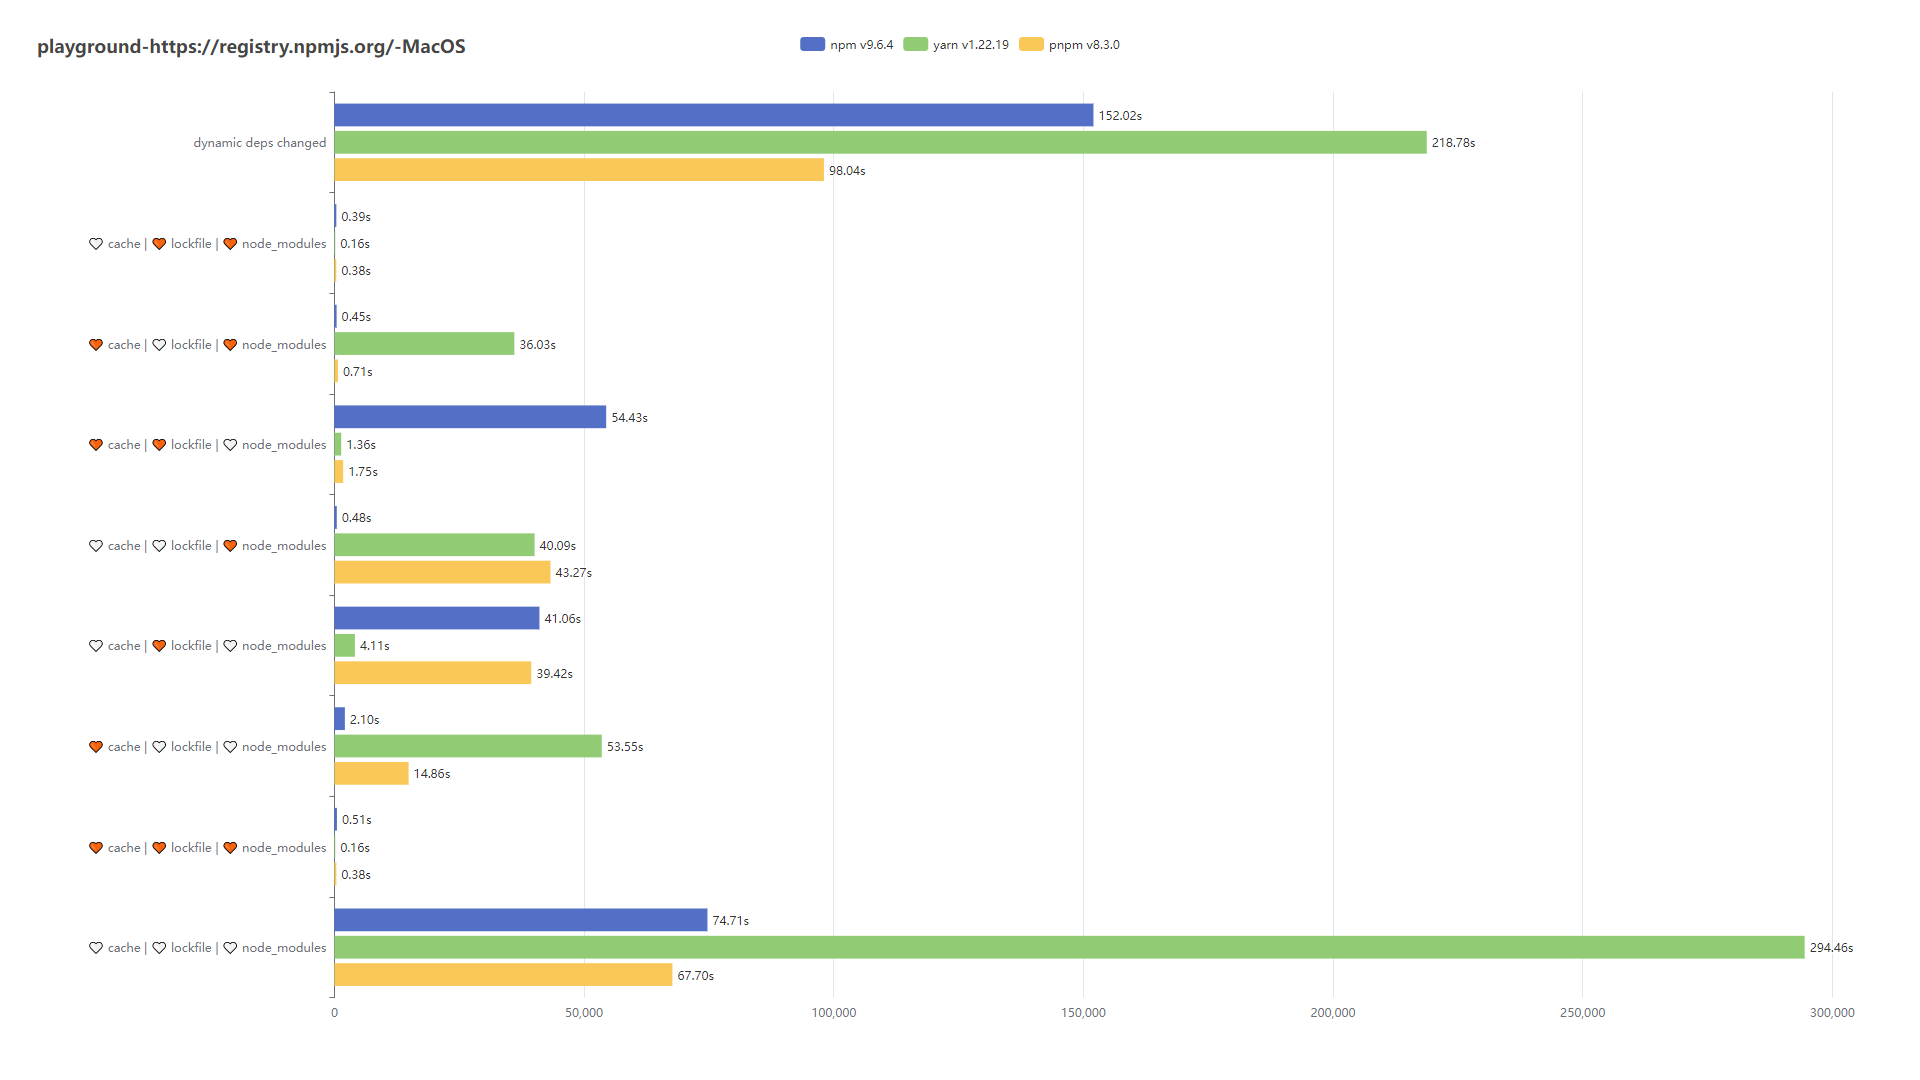 playground-https://registry.npmjs.org/-MacOS
npm v9.6.4 yarn v1.22.19 pnpm v8.3.0
152.02s
dynamic deps changed 218.78s
98.04s
0.39s
🤍 cache | 🧡 lockfile | 🧡 node_modules 0.16s
0.38s
0.45s
🧡 cache | 🤍 lockfile | 🧡 node_modules 36.03s
0.71s
54.43s
🧡 cache | 🧡 lockfile | 🤍 node_modules 1.36s
1.75s
0.48s
🤍 cache | 🤍 lockfile | 🧡 node_modules 40.09s
43.27s
41.06s
🤍 cache | 🧡 lockfile | 🤍 node_modules 4.11s
39.42s
2.10s
🧡 cache | 🤍 lockfile | 🤍 node_modules 53.55s
14.86s
0.51s
🧡 cache | 🧡 lockfile | 🧡 node_modules 0.16s
0.38s
74.71s
🤍 cache | 🤍 lockfile | 🤍 node_modules 294.46s
67.70s
0 50,000 100,000 150,000 200,000 250,000 300,000